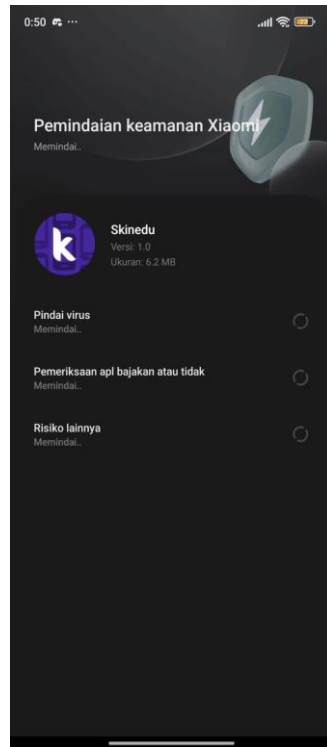 0:50 ...
Pemindaian keamanan Xiaomi
Memindai..
k
Skinedu
Versi: 1.0
Ukuran: 6.2 MB
Pindai virus
Memindai..
Pemeriksaan apl bajakan atau tidak
Memindai..
Risiko lainnya
Memindai..